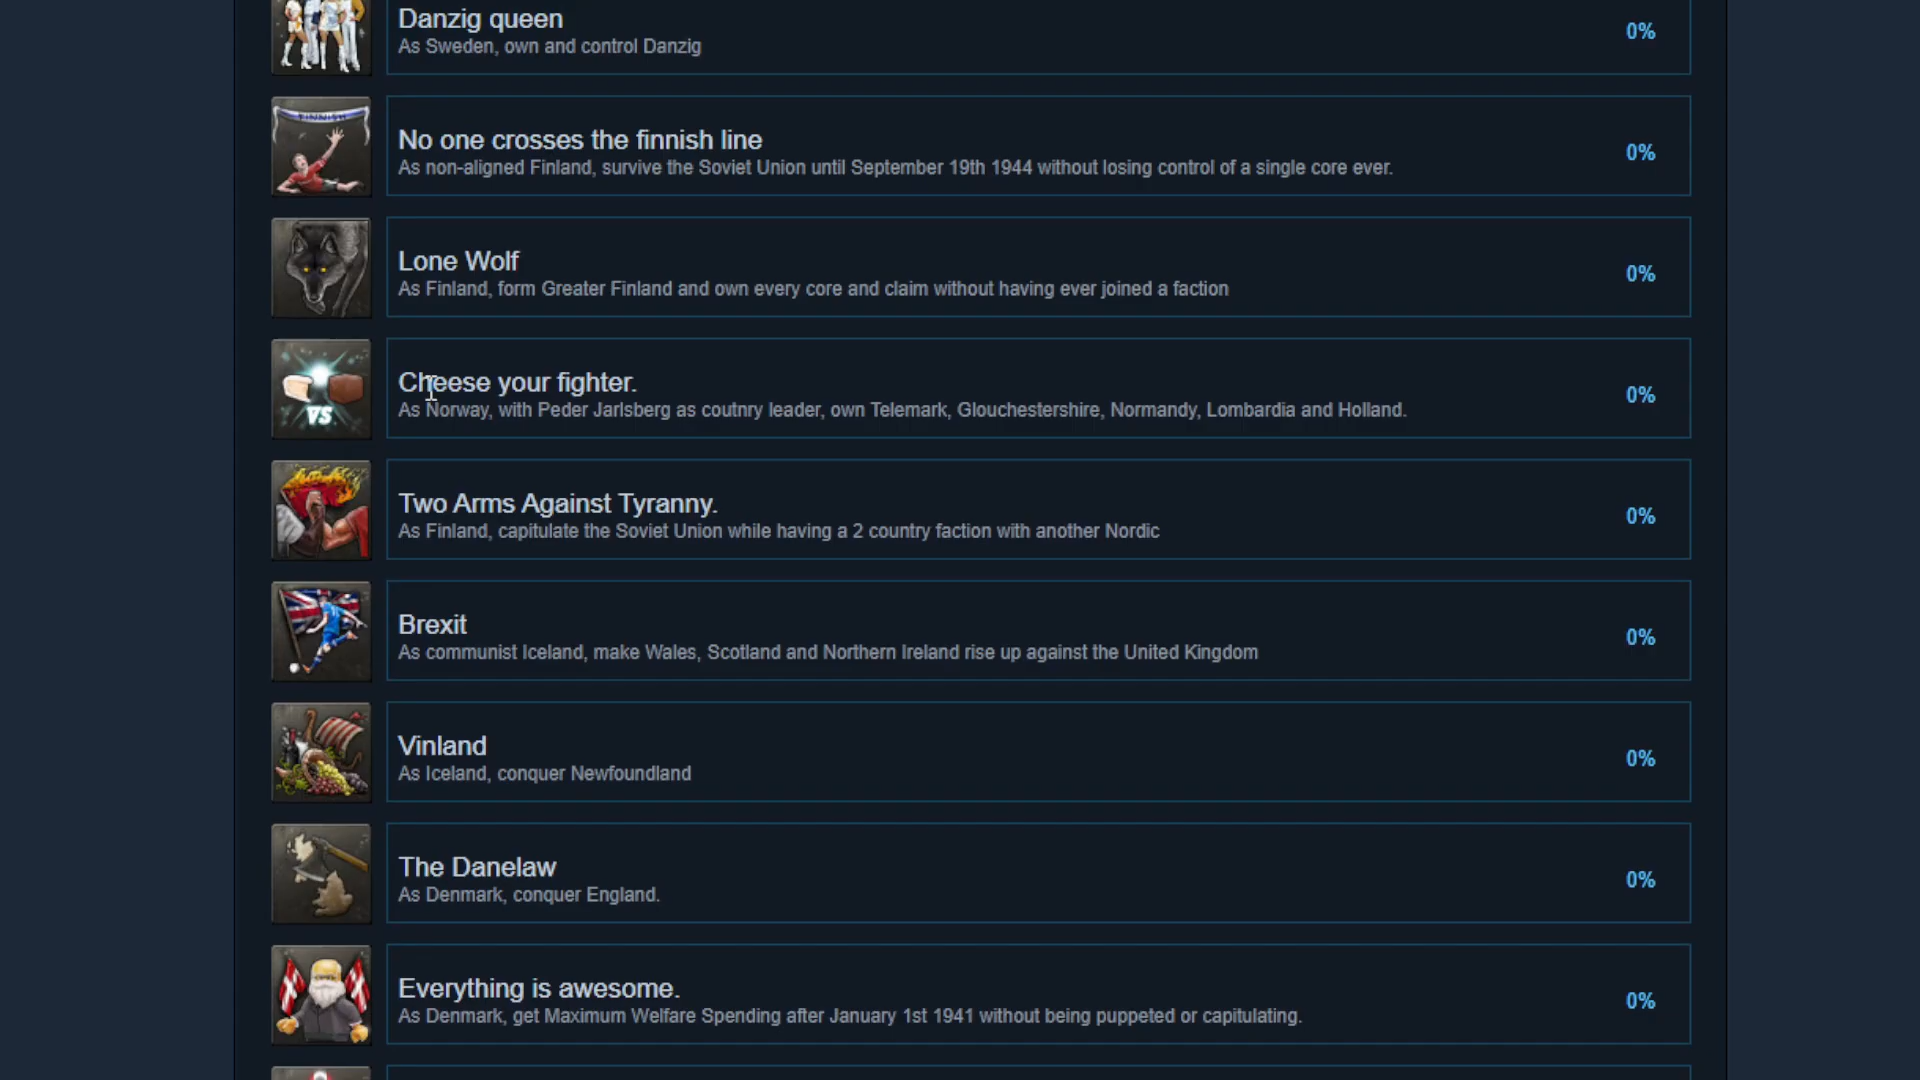 Danzig queen
As Sweden, own and control Danzig
0%
FINNISH
No one crosses the finnish line
As non-aligned Finland, survive the Soviet Union until September 19th 1944 without losing control of a single core ever.
0%
Lone Wolf
As Finland, form Greater Finland and own every core and claim without having ever joined a faction
0%
VS
Cheese your fighter.
As Norway, with Peder Jarlsberg as coutnry leader, own Telemark, Glouchestershire, Normandy, Lombardia and Holland.
0%
Two Arms Against Tyranny.
As Finland, capitulate the Soviet Union while having a 2 country faction with another Nordic
0%
Brexit
As communist Iceland, make Wales, Scotland and Northern Ireland rise up against the United Kingdom
0%
Vinland
As Iceland, conquer Newfoundland
0%
The Danelaw
As Denmark, conquer England.
0%
Everything is awesome.
As Denmark, get Maximum Welfare Spending after January 1st 1941 without being puppeted or capitulating.
0%